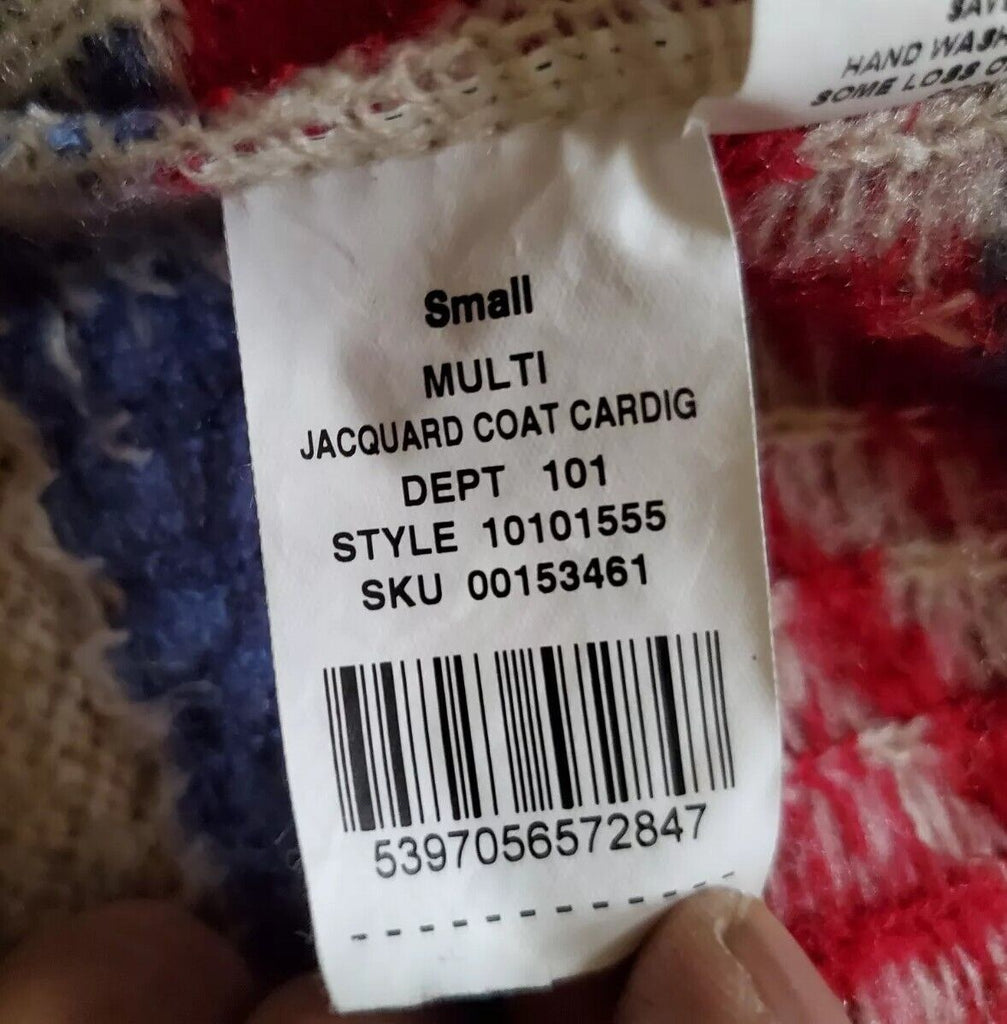 HAND WASH
SOME LOSS O
Small
MULTI
JACQUARD COAT CARDIG
DEPT 101
STYLE 10101555
SKU 00153461
5397056572847